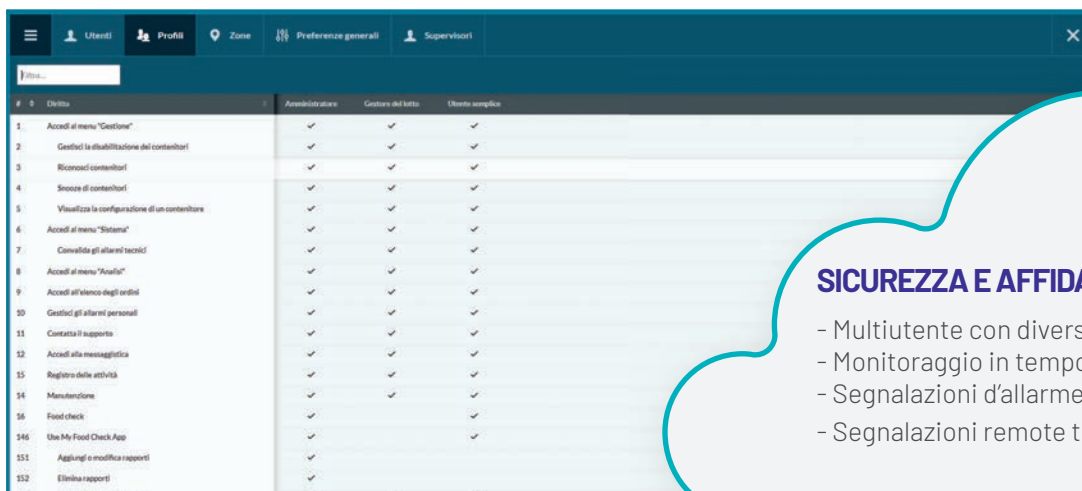 Utenti Profili Zone Preferenze generali Supervisori
Filtra...
# Diritto Amministratore Gestore del lotto Utente semplice
1 Accedi al menu "Gestione"
2 Gestisci la disabilitazione dei contenitori
3 Riconosci contenitori
4 Snooze di contenitori
5 Visualizza la configurazione di un contenitore
6 Accedi al menu "Sistema"
7 Convalida gli allarmi tecnici
8 Accedi al menu "Analisi"
9 Accedi all'elenco degli ordini
10 Gestisci gli allarmi personali
11 Contatta il supporto
12 Accedi alla messaggistica
15 Registro delle attività
14 Manutenzione
16 Food check
146 Use My Food Check App
151 Aggiungi o modifica rapporti
152 Elimina rapporti
SICUREZZA E AFFIDA
- Multiutente con divers
- Monitoraggio in tempo
- Segnalazioni d'allarme
- Segnalazioni remote t